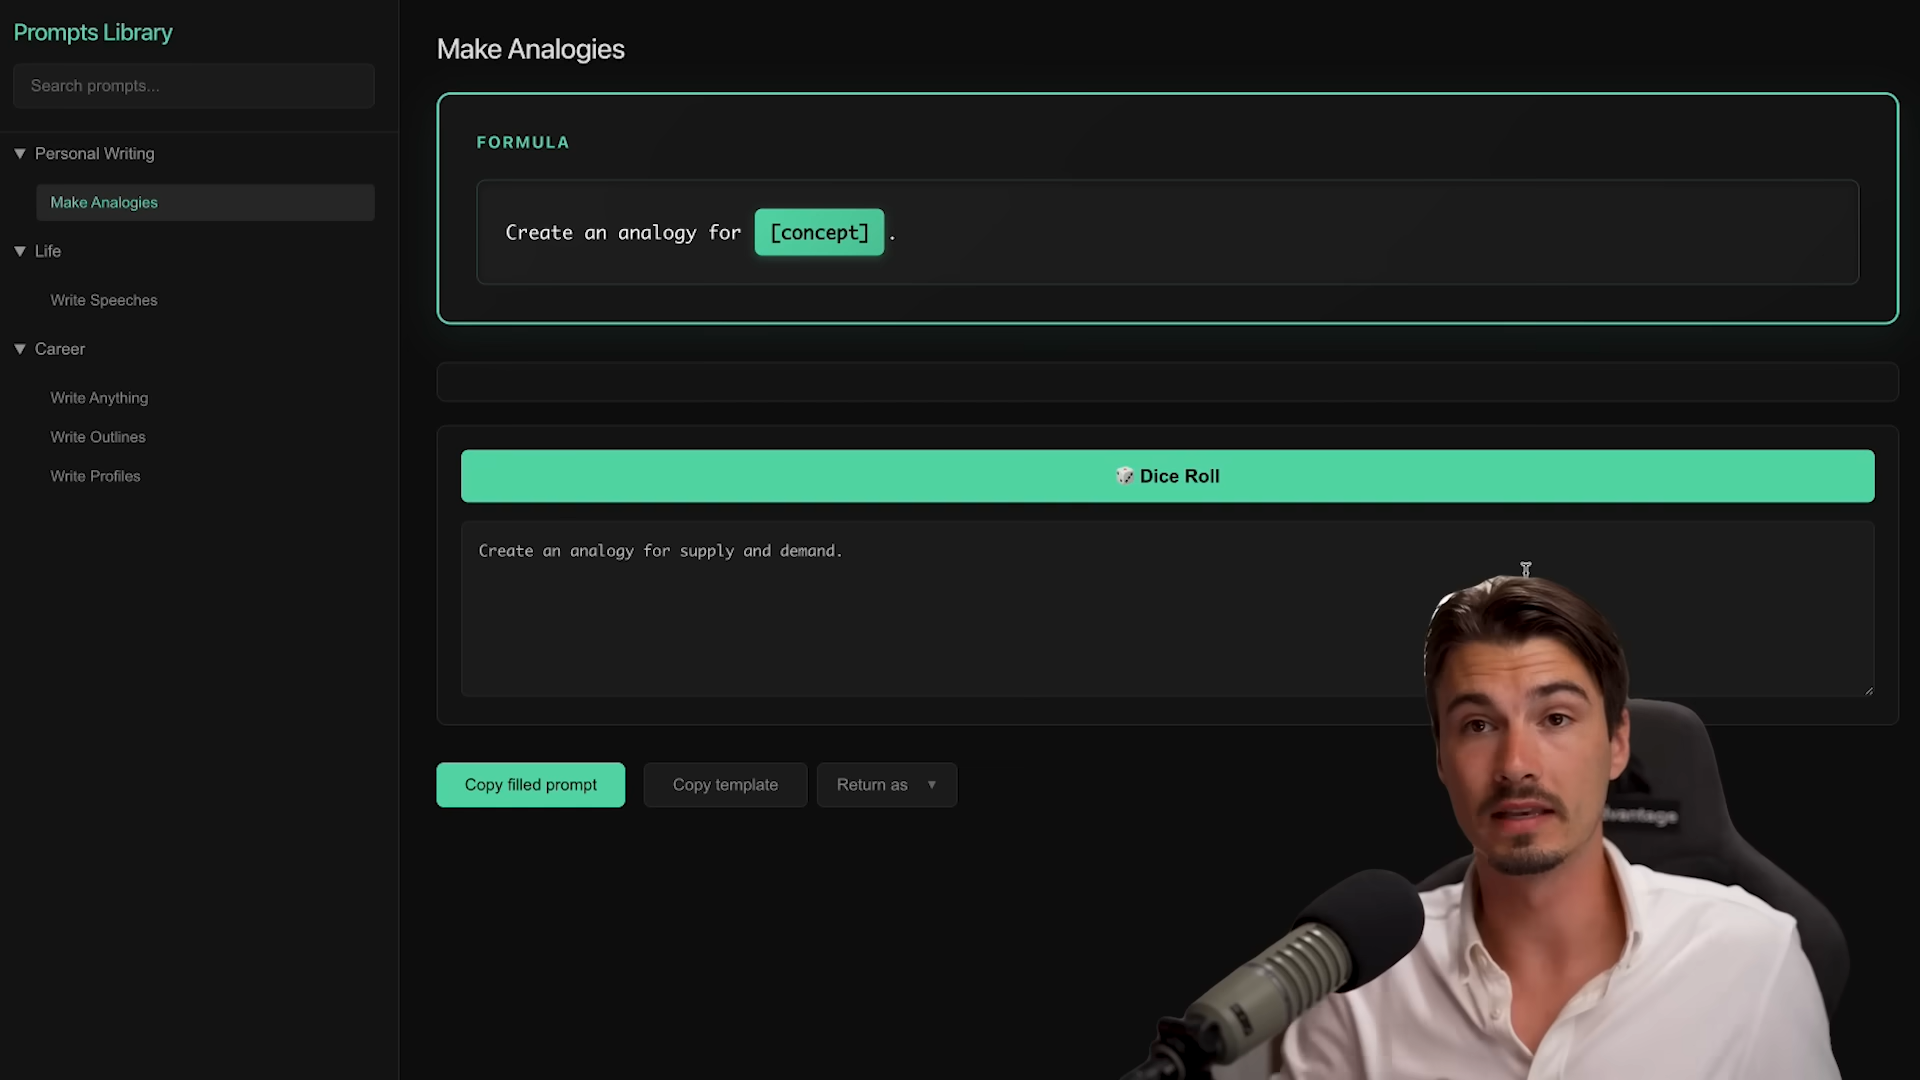 Prompts Library
Search prompts...
▼ Personal Writing
Make Analogies
▼ Life
Write Speeches
▼ Career
Write Anything
Write Outlines
Write Profiles
Make Analogies
FORMULA
Create an analogy for [concept] .
🎲 Dice Roll
Create an analogy for supply and demand.
Copy filled prompt
Copy template
Return as ▼